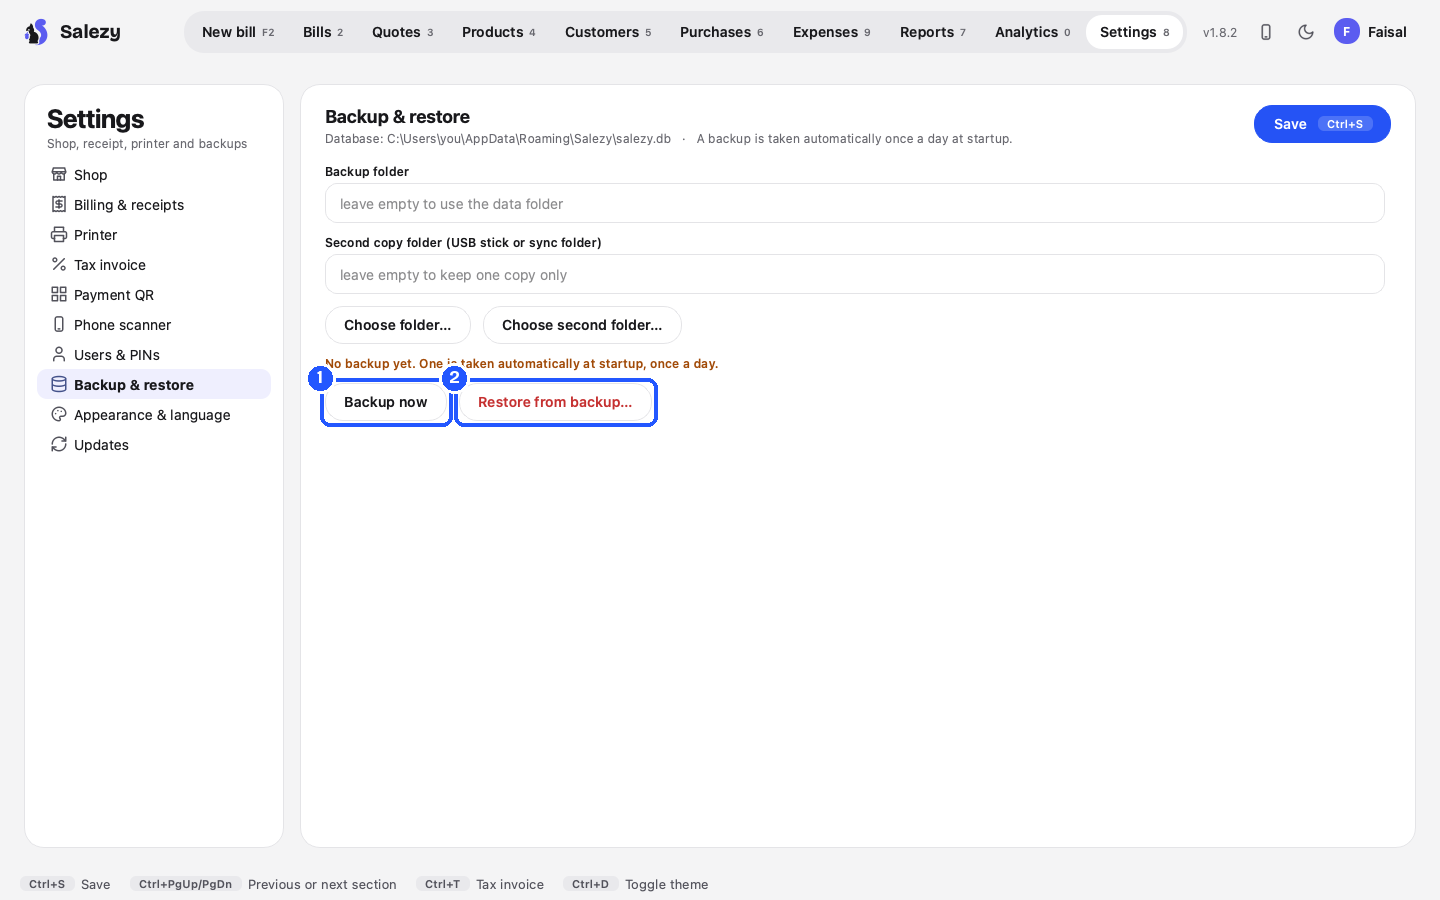 Salezy
New bill F2
Bills 2
Quotes 3
Products 4
Customers 5
Purchases 6
Expenses 9
Reports 7
Analytics 0
Settings 8
v1.8.2
F
Faisal
Settings
Shop, receipt, printer and backups
Shop
Billing & receipts
Printer
Tax invoice
Payment QR
Phone scanner
Users & PINs
Backup & restore
Appearance & language
Updates
Backup & restore
Database: C:\Users\you\AppData\Roaming\Salezy\salezy.db · A backup is taken automatically once a day at startup.
Save Ctrl+S
Backup folder
leave empty to use the data folder
Second copy folder (USB stick or sync folder)
leave empty to keep one copy only
Choose folder...
Choose second folder...
No backup yet. One is taken automatically at startup, once a day.
1
Backup now
2
Restore from backup...
Ctrl+S Save
Ctrl+PgUp/PgDn Previous or next section
Ctrl+T Tax invoice
Ctrl+D Toggle theme